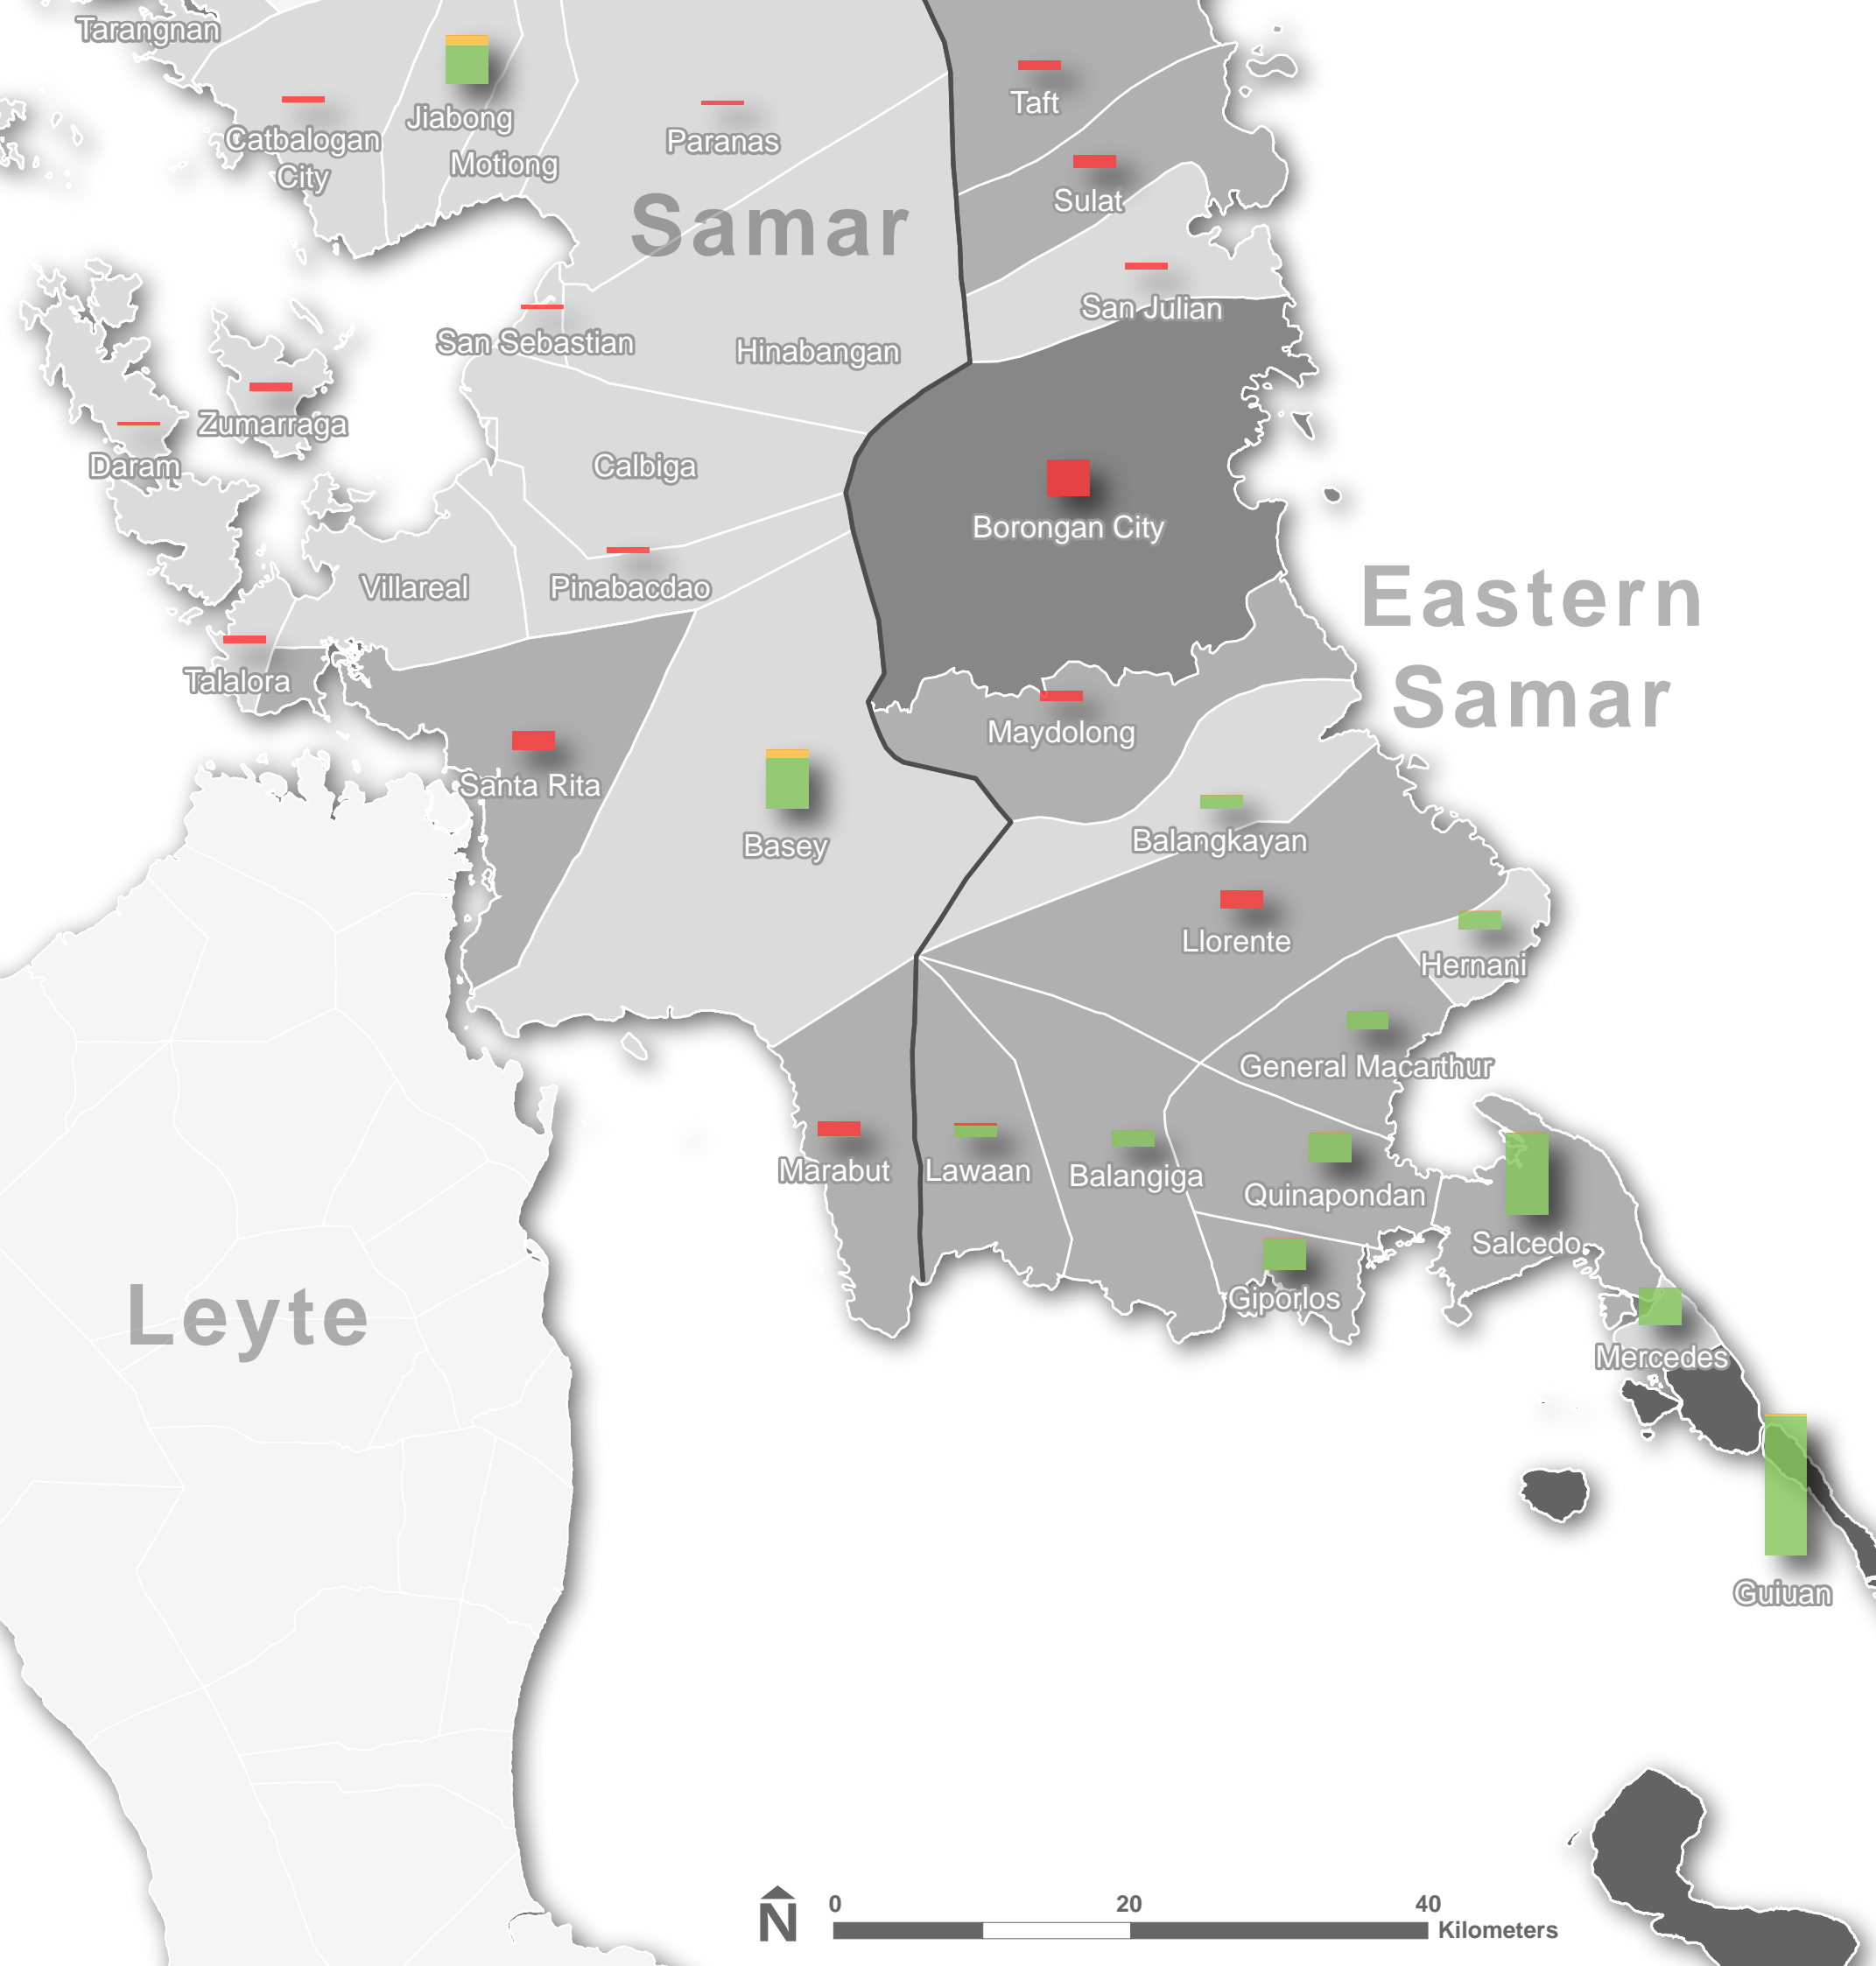 Tarangnan
Taft
Jiabong
Catbalogan
City
Paranas
Motiong
Sulat
Samar
San Julian
San Sebastian
Hinabangan
Zumarraga
Daram
Calbiga
Borongan City
Villareal
Pinabacdao
Eastern
Samar
Talalora
Maydolong
Santa Rita
Basey
Balangkayan
Llorente
Hernani
General Macarthur
Marabut
Lawaan
Balangiga
Quinapondan
Salcedo
Giporlos
Leyte
Mercedes
Guiuan
N
0 20 40
Kilometers